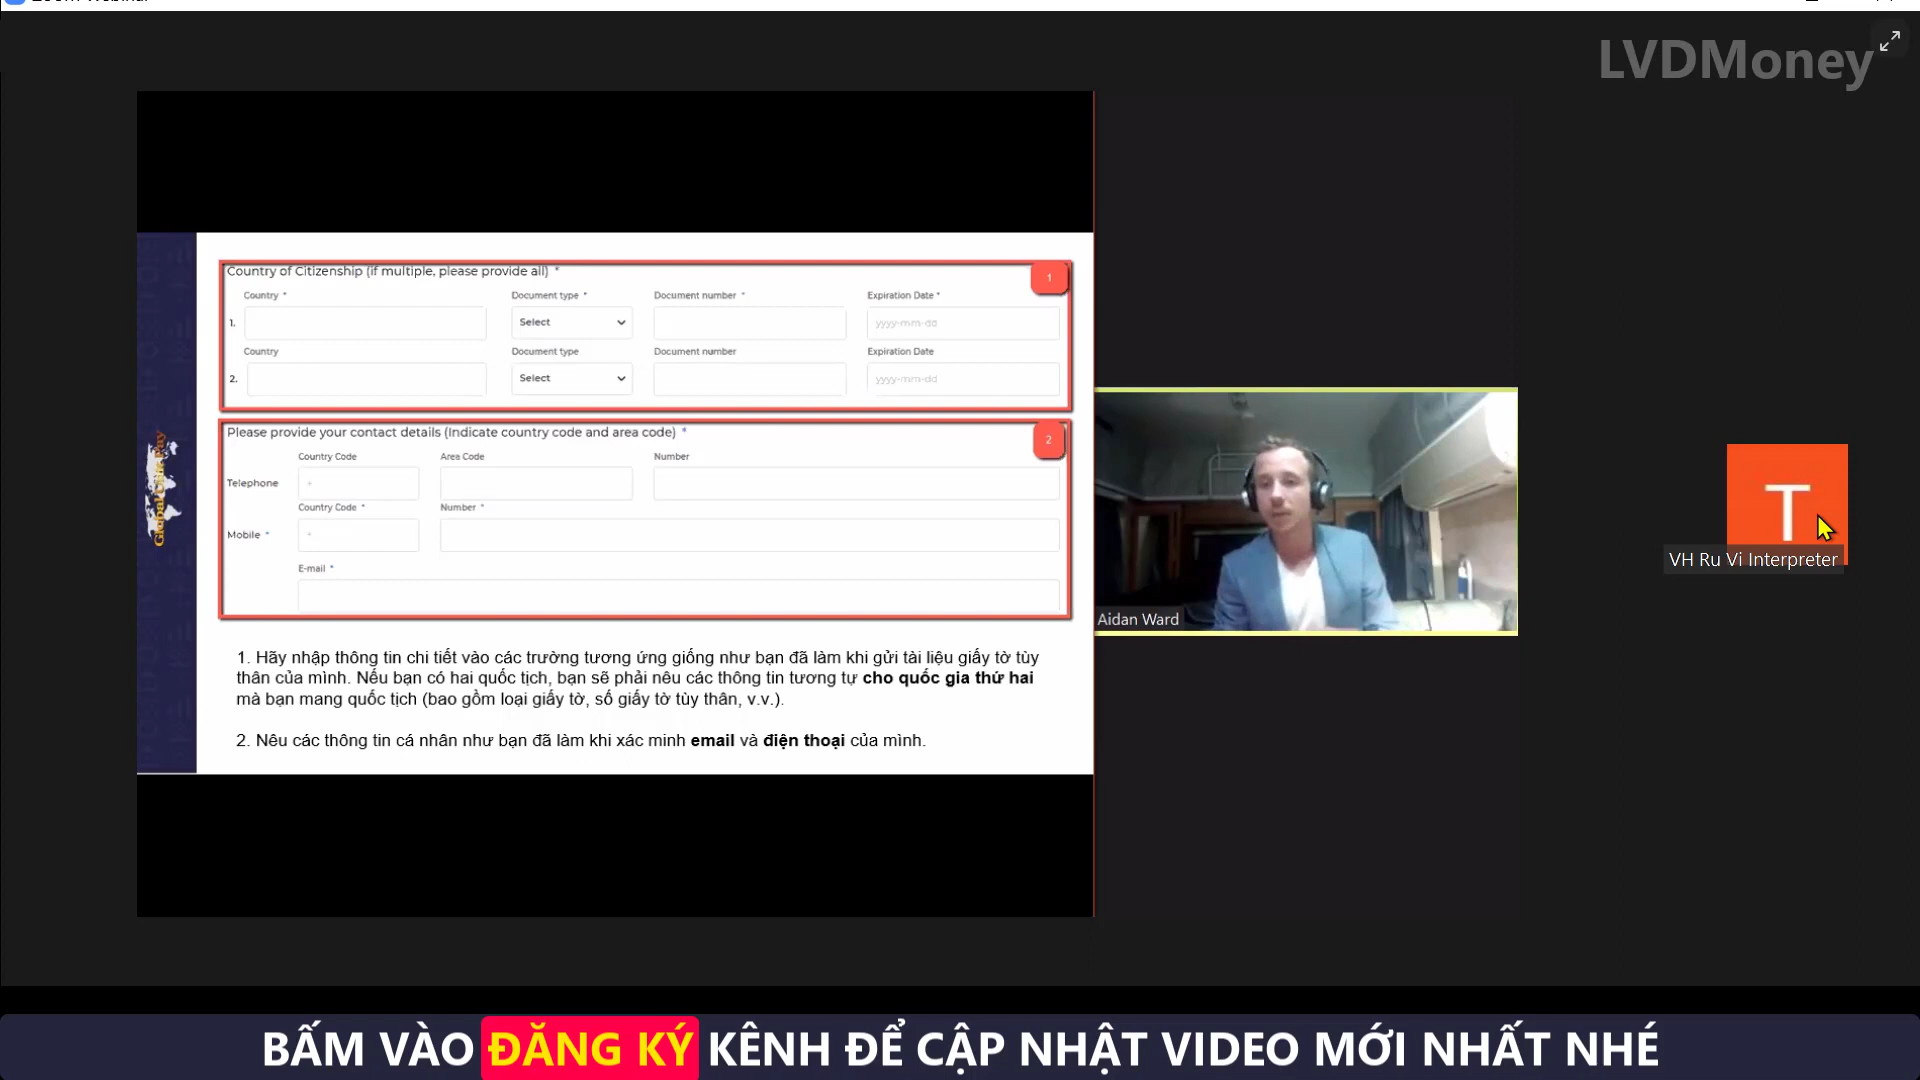 LVDMoney
Country of Citizenship (if multiple, please provide all) *
1
Country * Document type * Document number * Expiration Date *
1. Select yyyy-mm-dd
Country Document type Document number Expiration Date
2. Select yyyy-mm-dd
Please provide your contact details (Indicate country code and area code) *
2
Country Code Area Code Number
Telephone +
Country Code * Number *
Mobile * +
E-mail *
1. Hãy nhập thông tin chi tiết vào các trường tương ứng giống như bạn đã làm khi gửi tài liệu giấy tờ tùy
thân của mình. Nếu bạn có hai quốc tịch, bạn sẽ phải nêu các thông tin tương tự cho quốc gia thứ hai
mà bạn mang quốc tịch (bao gồm loại giấy tờ, số giấy tờ tùy thân, v.v.).
2. Nêu các thông tin cá nhân như bạn đã làm khi xác minh email và điện thoại của mình.
Aidan Ward
T
VH Ru Vi Interpreter
BẤM VÀO ĐĂNG KÝ KÊNH ĐỂ CẬP NHẬT VIDEO MỚI NHẤT NHÉ